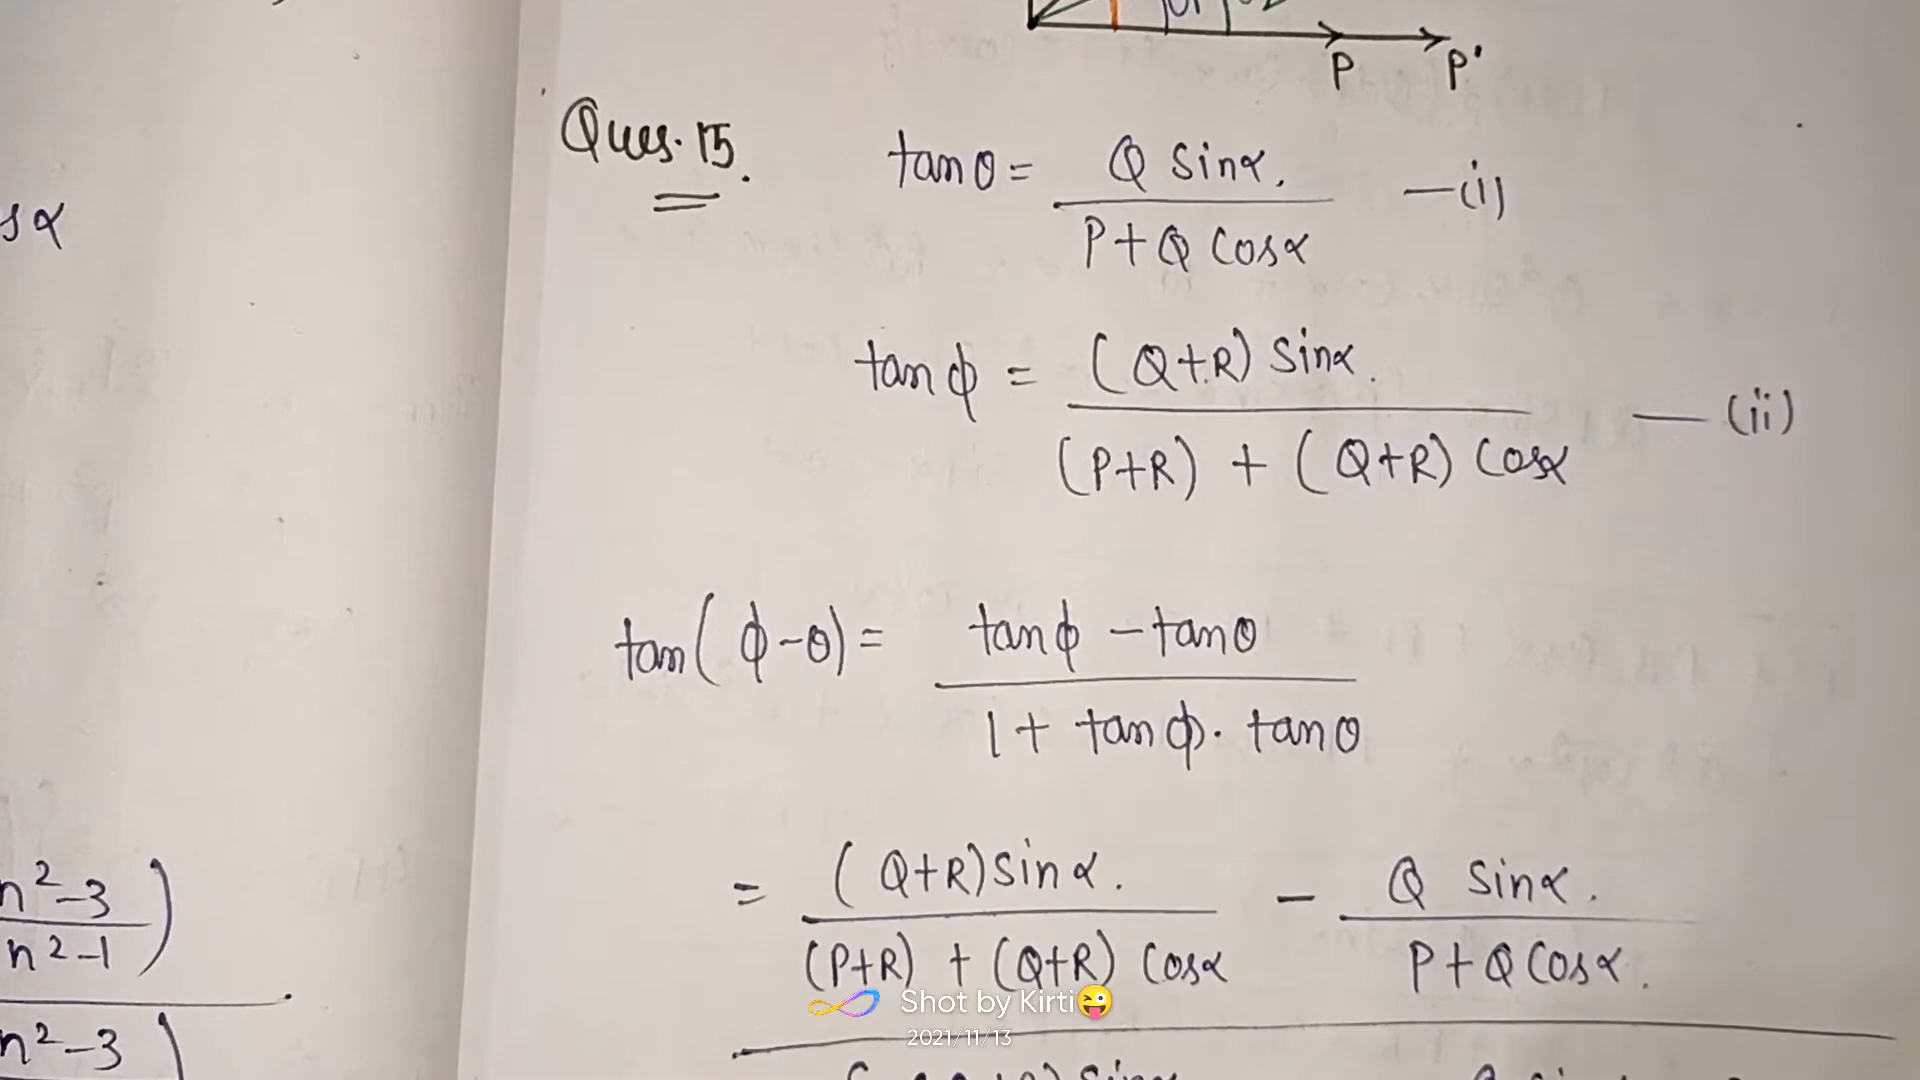 P P'
Ques. 15.
tanθ = Q Sinα. / P+Q Cosα —(i)
sα
tanϕ = (Q+R) Sinα. / (P+R) + (Q+R) Cosα —(ii)
tan(ϕ-θ) = tanϕ - tanθ / 1+ tanϕ. tanθ
= (Q+R)Sinα. / (P+R) + (Q+R) Cosα - Q Sinα. / P+Q Cosα.
n²-3 / n²-1 )
n²-3 )
Shot by Kirti😜
2021/11/13